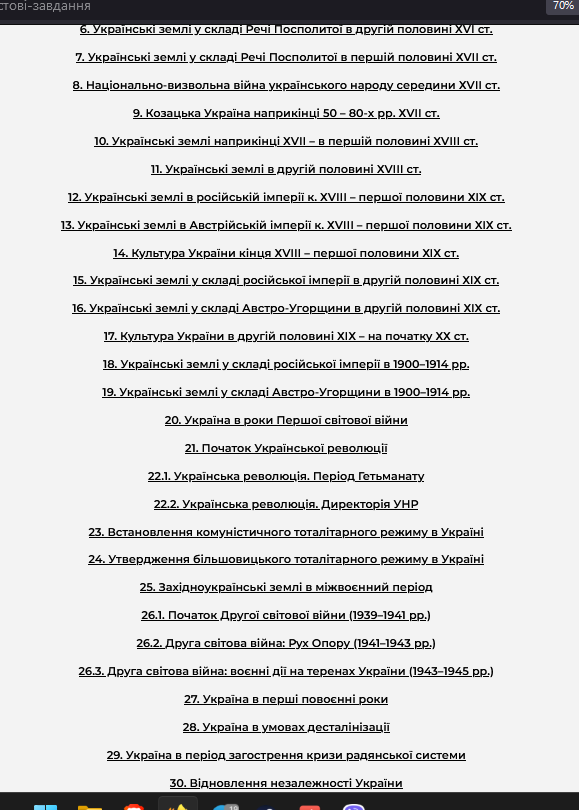 стові-завдання
70%
6. Українські землі у складі Речі Посполитої в другій половині XVI ст.
7. Українські землі у складі Речі Посполитої в першій половині XVII ст.
8. Національно-визвольна війна українського народу середини XVII ст.
9. Козацька Україна наприкінці 50 – 80-х рр. XVII ст.
10. Українські землі наприкінці XVII – в першій половині XVIII ст.
11. Українські землі в другій половині XVIII ст.
12. Українські землі в російській імперії к. XVIII – першої половини XIX ст.
13. Українські землі в Австрійській імперії к. XVIII – першої половини XIX ст.
14. Культура України кінця XVIII – першої половини XIX ст.
15. Українські землі у складі російської імперії в другій половині XIX ст.
16. Українські землі у складі Австро-Угорщини в другій половині XIX ст.
17. Культура України в другій половині XIX – на початку XX ст.
18. Українські землі у складі російської імперії в 1900–1914 рр.
19. Українські землі у складі Австро-Угорщини в 1900–1914 рр.
20. Україна в роки Першої світової війни
21. Початок Української революції
22.1. Українська революція. Період Гетьманату
22.2. Українська революція. Директорія УНР
23. Встановлення комуністичного тоталітарного режиму в Україні
24. Утвердження більшовицького тоталітарного режиму в Україні
25. Західноукраїнські землі в міжвоєнний період
26.1. Початок Другої світової війни (1939–1941 рр.)
26.2. Друга світова війна: Рух Опору (1941–1943 рр.)
26.3. Друга світова війна: воєнні дії на теренах України (1943–1945 рр.)
27. Україна в перші повоєнні роки
28. Україна в умовах десталінізації
29. Україна в період загострення кризи радянської системи
30. Відновлення незалежності України